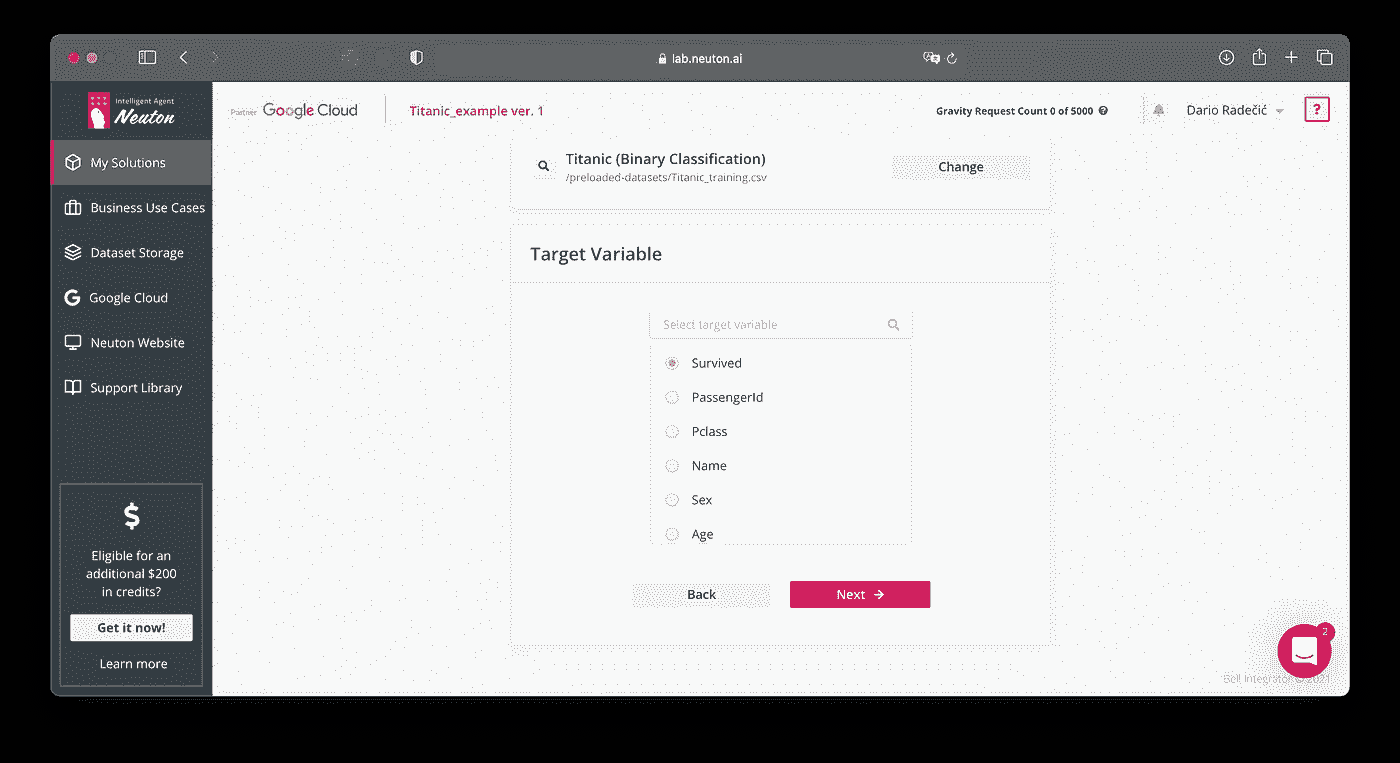 lab.neuton.ai
Intelligent Agent
Neuton
Partner Google Cloud
Titanic_example ver. 1
Gravity Request Count 0 of 5000
Dario Radečić
?
My Solutions
Business Use Cases
Dataset Storage
Google Cloud
Neuton Website
Support Library
$
Eligible for an
additional $200
in credits?
Get it now!
Learn more
Titanic (Binary Classification)
/preloaded-datasets/Titanic_training.csv
Change
Target Variable
Select target variable
Survived
PassengerId
Pclass
Name
Sex
Age
Back
Next
2
Bell Integrator © 2021